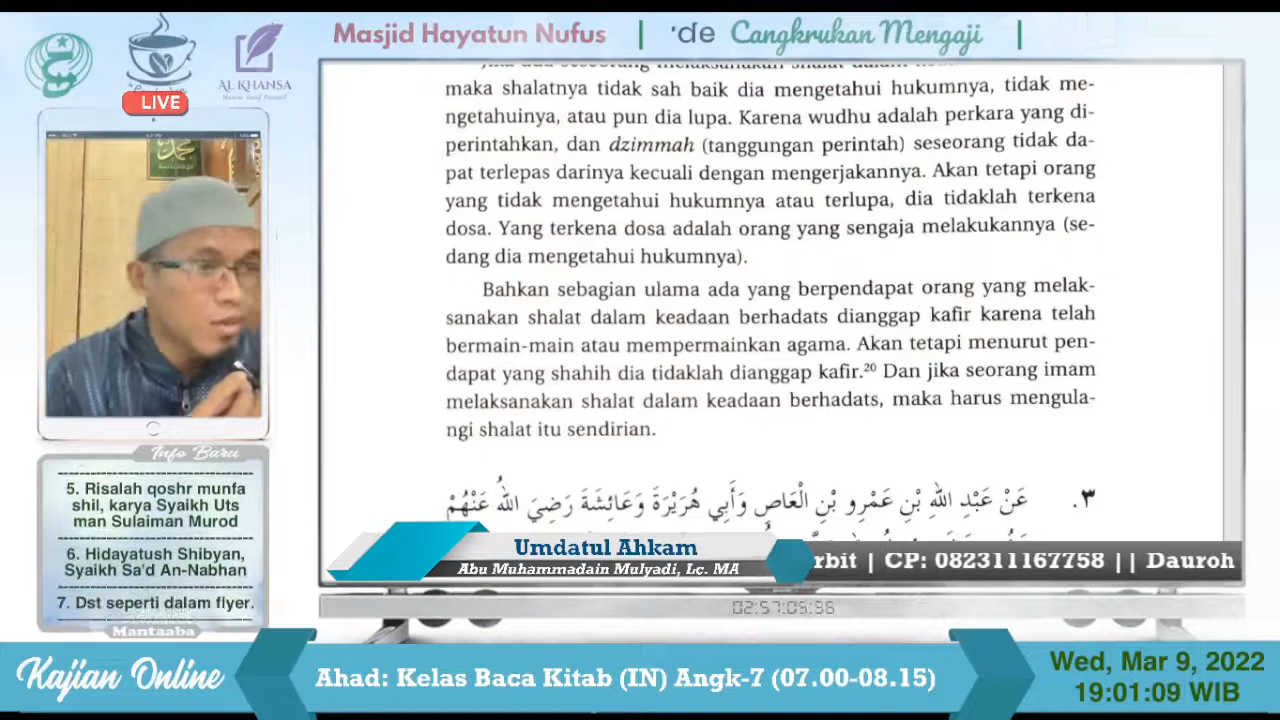 Masjid Hayatun Nufus | 'de Cangkrukan Mengaji |
AL KHANSA
LIVE
maka shalatnya tidak sah baik dia mengetahui hukumnya, tidak me-
ngetahuinya, atau pun dia lupa. Karena wudhu adalah perkara yang di-
perintahkan, dan dzimmah (tanggungan perintah) seseorang tidak da-
pat terlepas darinya kecuali dengan mengerjakannya. Akan tetapi orang
yang tidak mengetahui hukumnya atau terlupa, dia tidaklah terkena
dosa. Yang terkena dosa adalah orang yang sengaja melakukannya (se-
dang dia mengetahui hukumnya).
Bahkan sebagian ulama ada yang berpendapat orang yang melak-
sanakan shalat dalam keadaan berhadats dianggap kafir karena telah
bermain-main atau mempermainkan agama. Akan tetapi menurut pen-
dapat yang shahih dia tidaklah dianggap kafir.²⁰ Dan jika seorang imam
melaksanakan shalat dalam keadaan berhadats, maka harus mengula-
ngi shalat itu sendirian.
٣. عَنْ عَبْدِ اللهِ بْنِ عَمْرِو بْنِ الْعَاصِ وَأَبِي هُرَيْرَةَ وَعَائِشَةَ رَضِيَ اللهُ عَنْهُمْ
Info Baru
5. Risalah qoshr munfa
shil, karya Syaikh Uts
man Sulaiman Murod
6. Hidayatush Shibyan,
Syaikh Sa'd An-Nabhan
7. Dst seperti dalam flyer.
Mantaaba
Umdatul Ahkam
Abu Muhammadain Mulyadi, Lc. MA
rbit | CP: 082311167758 || Dauroh
Kajian Online
Ahad: Kelas Baca Kitab (IN) Angk-7 (07.00-08.15)
Wed, Mar 9, 2022
19:01:09 WIB